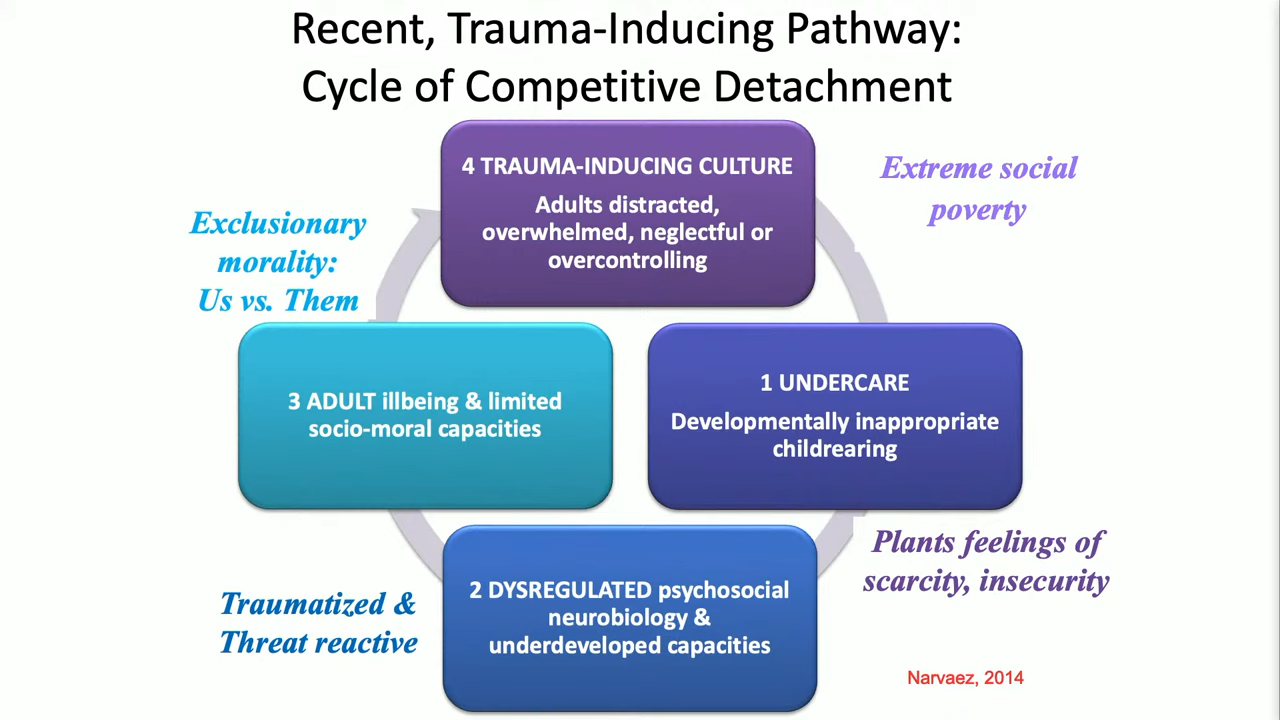 Recent, Trauma-Inducing Pathway:
Cycle of Competitive Detachment
4 TRAUMA-INDUCING CULTURE
Adults distracted,
overwhelmed, neglectful or
overcontrolling
Extreme social
poverty
Exclusionary
morality:
Us vs. Them
3 ADULT illbeing & limited
socio-moral capacities
1 UNDERCARE
Developmentally inappropriate
childrearing
Plants feelings of
scarcity, insecurity
2 DYSREGULATED psychosocial
neurobiology &
underdeveloped capacities
Traumatized &
Threat reactive
Narvaez, 2014